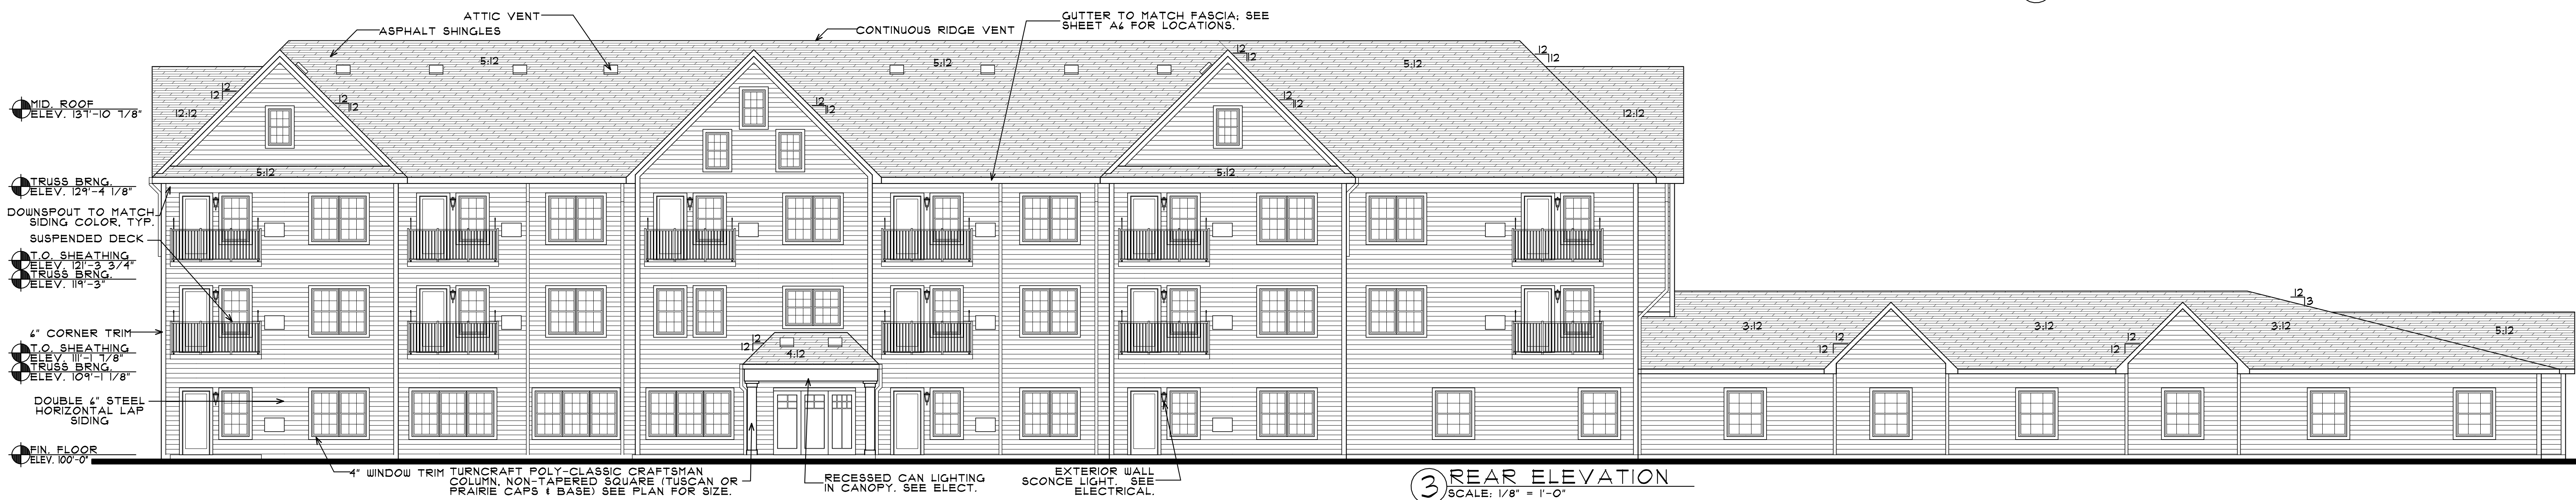 ATTIC VENT
ASPHALT SHINGLES
CONTINUOUS RIDGE VENT
GUTTER TO MATCH FASCIA; SEE
SHEET A6 FOR LOCATIONS.
5:12
5:12
5:12
12
12
12
12
12
12
12
12
12
12
12
12
12:12
12:12
MID. ROOF
ELEV. 137'-10 7/8"
5:12
5:12
TRUSS BRNG.
ELEV. 129'-4 1/8"
DOWNSPOUT TO MATCH
SIDING COLOR, TYP.
SUSPENDED DECK
T.O. SHEATHING
ELEV. 121'-3 3/4"
TRUSS BRNG.
ELEV. 119'-3"
6" CORNER TRIM
T.O. SHEATHING
ELEV. 111'-1 7/8"
TRUSS BRNG.
ELEV. 109'-1 1/8"
12
12
4:12
12
3
3:12
3:12
3:12
5:12
12
12
12
12
DOUBLE 6" STEEL
HORIZONTAL LAP
SIDING
FIN. FLOOR
ELEV. 100'-0"
4" WINDOW TRIM
TURNCRAFT POLY-CLASSIC CRAFTSMAN
COLUMN, NON-TAPERED SQUARE (TUSCAN OR
PRAIRIE CAPS & BASE) SEE PLAN FOR SIZE.
RECESSED CAN LIGHTING
IN CANOPY. SEE ELECT.
EXTERIOR WALL
SCONCE LIGHT. SEE
ELECTRICAL.
3 REAR ELEVATION
SCALE: 1/8" = 1'-0"